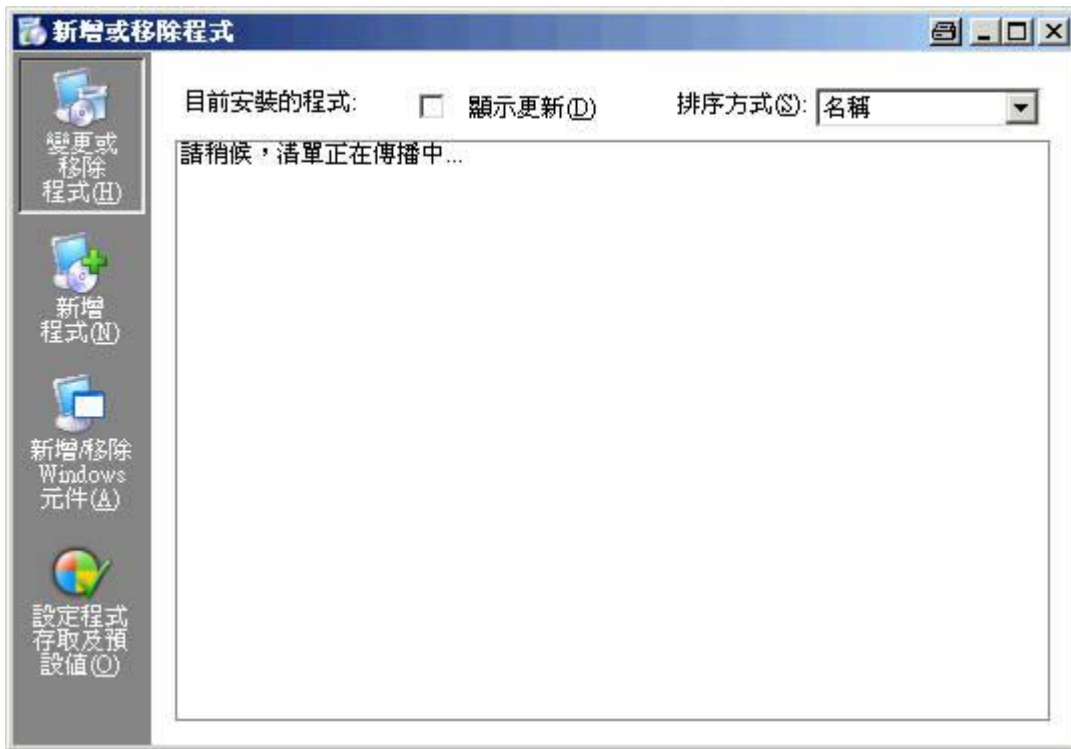 新增或移除程式
變更或
移除
程式(H)
目前安裝的程式:
顯示更新(D)
排序方式(S):
名稱
請稍候，清單正在傳播中...
新增
程式(N)
新增/移除
Windows
元件(A)
設定程式
存取及預
設值(O)